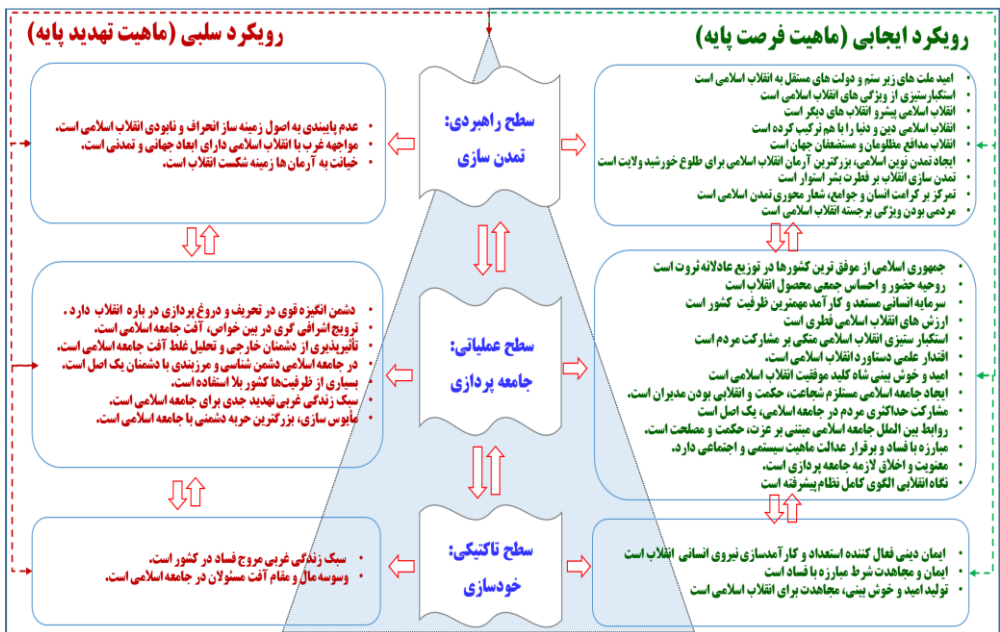 رویکرد ایجابی (ماهیت فرصت پایه)
رویکرد سلبی (ماهیت تهدید پایه)
امید ملت های زیر ستم و دولت های مستقل به انقلاب اسلامی است
استکبارستیزی از ویژگی های انقلاب اسلامی است
انقلاب اسلامی پیشرو انقلاب های دیگر است
انقلاب اسلامی دین و دنیا را با هم ترکیب کرده است
انقلاب مدافع مظلومان و مستضعفان جهان است
ایجاد تمدن نوین اسلامی، بزرگترین آرمان انقلاب اسلامی برای طلوع خورشید ولایت است
تمدن سازی انقلاب بر فطرت بشر استوار است
تمرکز بر کرامت انسان و جوامع، شعار محوری تمدن اسلامی است
مردمی بودن ویژگی برجسته انقلاب اسلامی است
سطح راهبردی:
تمدن سازی
عدم پایبندی به اصول زمینه ساز انحراف و نابودی انقلاب اسلامی است.
مواجهه غرب با انقلاب اسلامی دارای ابعاد جهانی و تمدنی است.
خیانت به آرمان ها زمینه شکست انقلاب است.
جمهوری اسلامی از موفق ترین کشورها در توزیع عادلانه ثروت است
روحیه حضور و احساس جمعی محصول انقلاب است
سرمایه انسانی مستعد و کارآمد مهمترین ظرفیت کشور است
ارزش های انقلاب اسلامی فطری است
استکبار ستیزی انقلاب اسلامی متکی بر مشارکت مردم است
اقتدار علمی دستاورد انقلاب اسلامی است.
امید و خوش بینی شاه کلید موفقیت انقلاب اسلامی است
ایجاد جامعه اسلامی مستلزم شجاعت، حکمت و انقلابی بودن مدیران است.
مشارکت حداکثری مردم در جامعه اسلامی، یک اصل است
روابط بین الملل جامعه اسلامی مبتنی بر عزت، حکمت و مصلحت است.
مبارزه با فساد و برقرار عدالت ماهیت سیستمی و اجتماعی دارد.
معنویت و اخلاق لازمه جامعه پردازی است.
نگاه انقلابی الگوی کامل نظام پیشرفته است
سطح عملیاتی:
جامعه پردازی
دشمن انگیزه قوی در تحریف و دروغ پردازی در باره انقلاب دارد .
ترویج اشرافی گری در بین خواص، آفت جامعه اسلامی است.
تأثیرپذیری از دشمنان خارجی و تحلیل غلط آفت جامعه اسلامی است.
در جامعه اسلامی دشمن شناسی و مرزبندی با دشمنان یک اصل است.
بسیاری از ظرفیت‌ها کشور بلا استفاده است.
سبک زندگی غربی تهدید جدی برای جامعه اسلامی است.
مأیوس سازی، بزرگترین حربه دشمنی با جامعه اسلامی است.
ایمان دینی فعال کننده استعداد و کارآمدسازی نیروی انسانی انقلاب است
ایمان و مجاهدت شرط مبارزه با فساد است
تولید امید و خوش بینی، مجاهدت برای انقلاب اسلامی است
سطح تاکتیکی:
خودسازی
سبک زندگی غربی مروج فساد در کشور است.
وسوسه مال و مقام آفت مسئولان در جامعه اسلامی است.